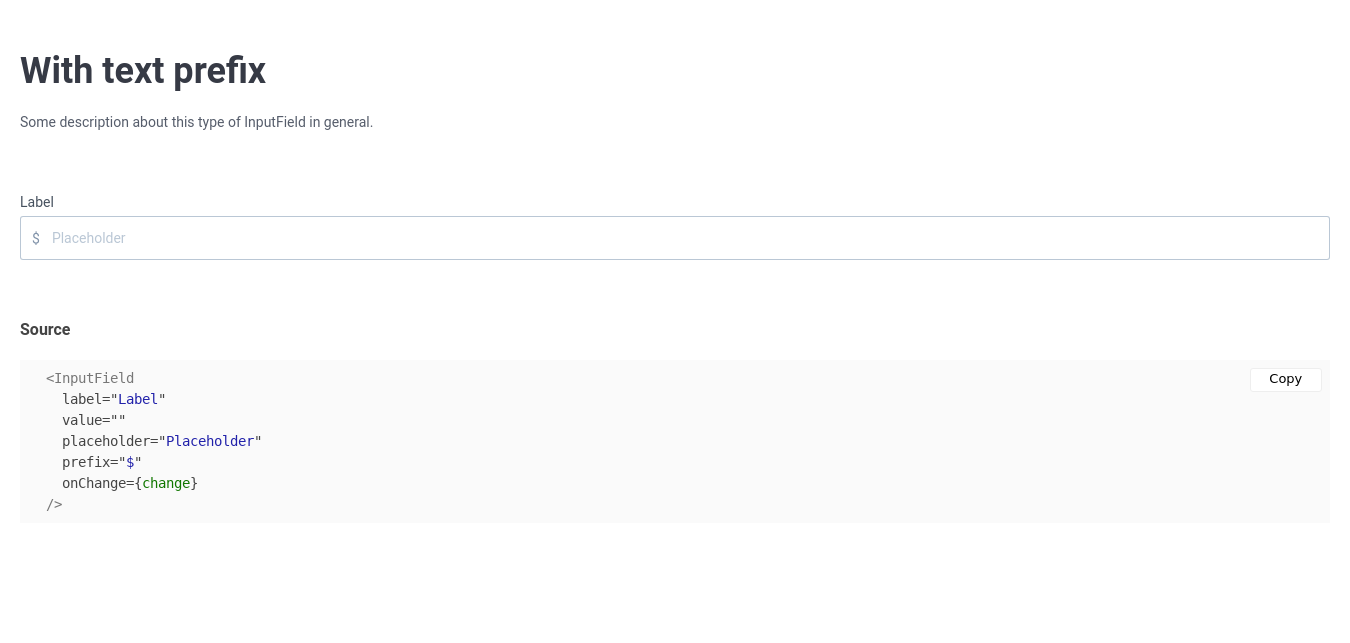 With text prefix
Some description about this type of InputField in general.
Label
$ Placeholder
Source
<InputField
Copy
label="Label"
value=""
placeholder="Placeholder"
prefix="$"
onChange={change}
/>